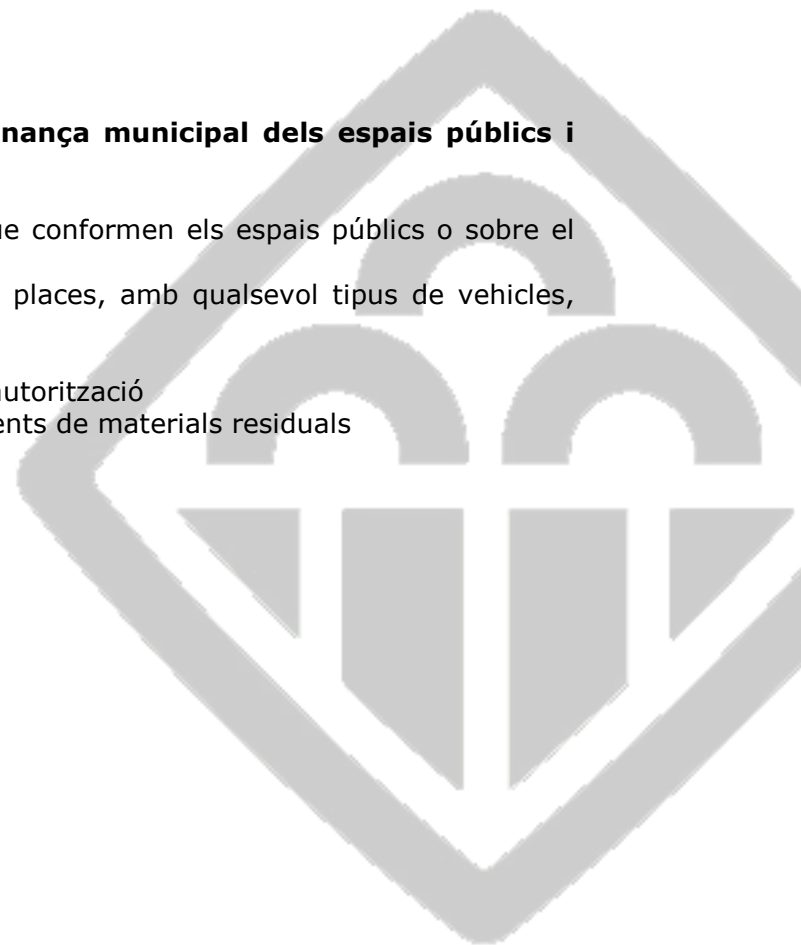 nança municipal dels espais públics i
ue conformen els espais públics o sobre el
places, amb qualsevol tipus de vehicles,
autorització
ents de materials residuals